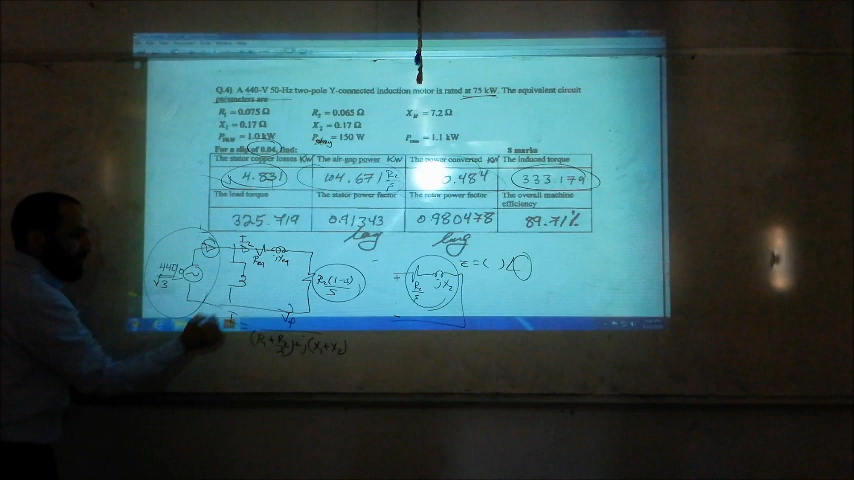 Q.4) A 440-V 50-Hz two-pole Y-connected induction motor is rated at 75 kW. The equivalent circuit
parameters are
R₁ = 0.075 Ω R₂ = 0.065 Ω X = 7.2 Ω
X₁ = 0.17 Ω X₂ = 0.17 Ω
= 1.0 kW = 150 W = 1.1 kW
For a slip of 0.04, find: 8 marks
The stator copper losses KW The air-gap power KW The power converted KW The induced torque
4.831 104.671 0.484 333.179
The load torque The stator power factor The rotor power factor The overall machine
efficiency
325.719 0.91343 0.980478 89.71%
lag
I₂
440
√3
R₂(1-s)
s
R₂
s
jX₂
(R₁ + R₂
s
j(X₁+X₂)